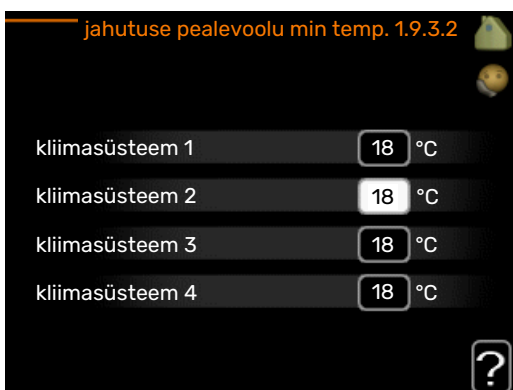 jahutuse pealevoolu min temp. 1.9.3.2
kliimasüsteem 1 18 °C
kliimasüsteem 2 18 °C
kliimasüsteem 3 18 °C
kliimasüsteem 4 18 °C
?